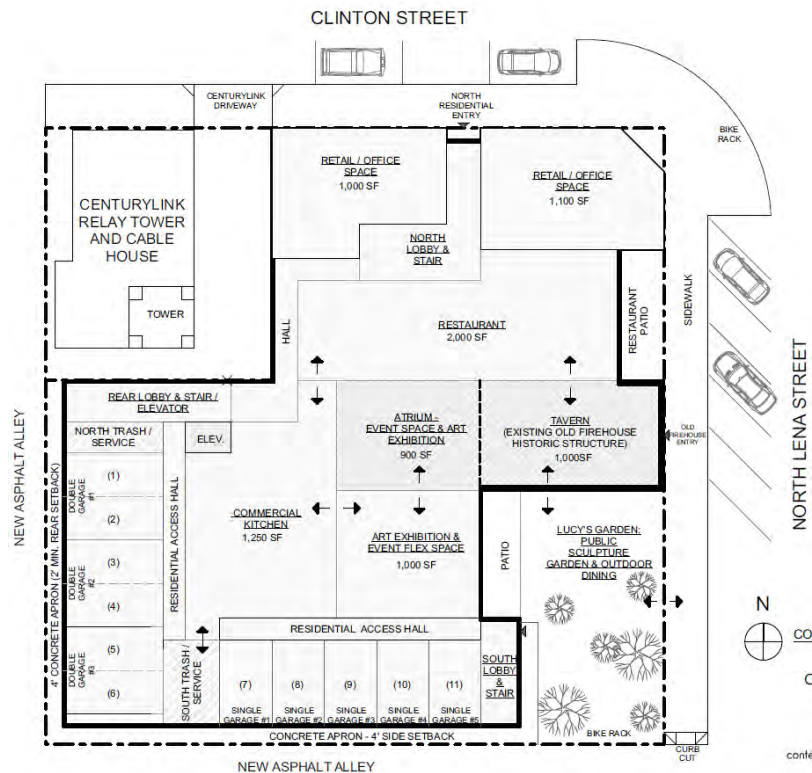 CLINTON STREET
CENTURYLINK
DRIVEWAY
NORTH
RESIDENTIAL
ENTRY
BIKE
RACK
RETAIL / OFFICE
SPACE
1,000 SF
RETAIL / OFFICE
SPACE
1,100 SF
CENTURYLINK
RELAY TOWER
AND CABLE
HOUSE
NORTH
LOBBY &
STAIR
TOWER
HALL
RESTAURANT
2,000 SF
RESTAURANT
PATIO
SIDEWALK
NORTH LENA STREET
REAR LOBBY & STAIR /
ELEVATOR
NORTH TRASH /
SERVICE
ELEV.
ATRIUM -
EVENT SPACE & ART
EXHIBITION
900 SF
TAVERN
(EXISTING OLD FIREHOUSE
HISTORIC STRUCTURE)
1,000SF
OLD
FIREHOUSE
ENTRY
NEW ASPHALT ALLEY
4' CONCRETE APRON (2' MIN. REAR SETBACK)
DOUBLE
GARAGE
#1
(1)
(2)
DOUBLE
GARAGE
#2
(3)
(4)
DOUBLE
GARAGE
#3
(5)
(6)
RESIDENTIAL ACCESS HALL
COMMERCIAL
KITCHEN
1,250 SF
ART EXHIBITION &
EVENT FLEX SPACE
1,000 SF
PATIO
LUCY'S GARDEN:
PUBLIC
SCULPTURE
GARDEN & OUTDOOR
DINING
N
CO
C
RESIDENTIAL ACCESS HALL
SOUTH TRASH /
SERVICE
(7)
SINGLE
GARAGE #1
(8)
SINGLE
GARAGE #2
(9)
SINGLE
GARAGE #3
(10)
SINGLE
GARAGE #4
(11)
SINGLE
GARAGE #5
SOUTH
LOBBY
&
STAIR
BIKE RACK
CONCRETE APRON - 4' SIDE SETBACK
CURB
CUT
conte
NEW ASPHALT ALLEY